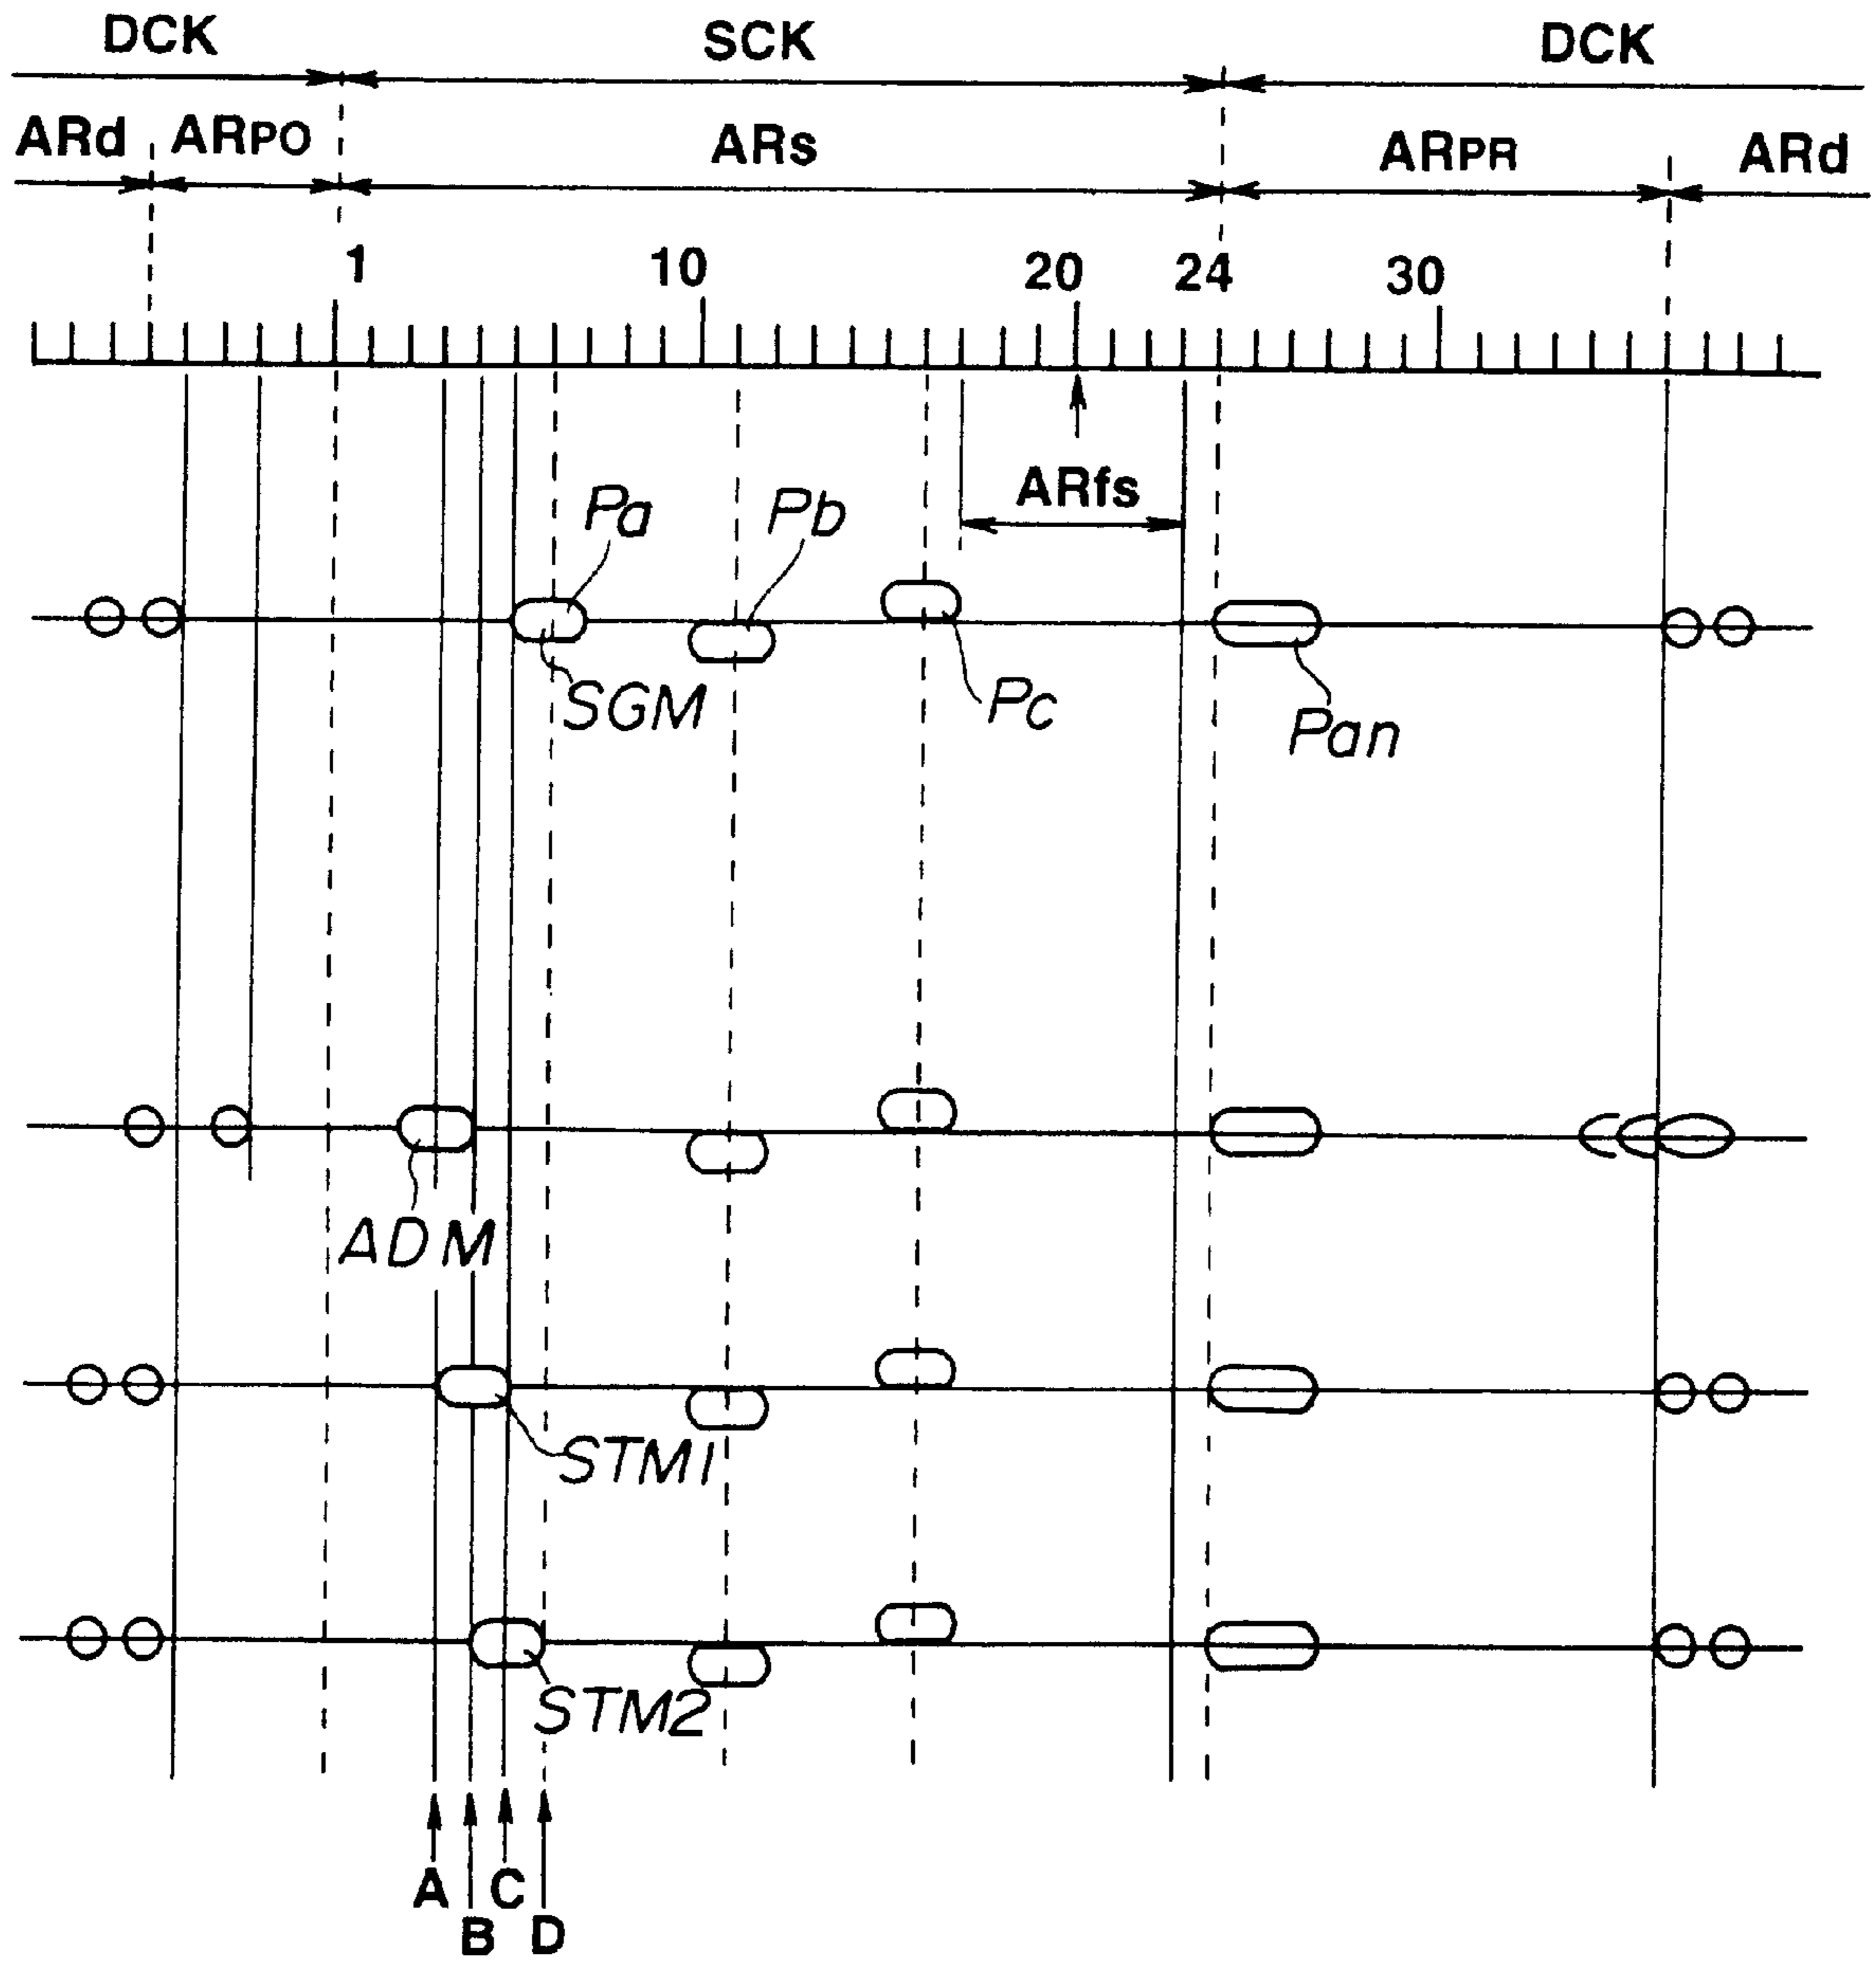 DCK SCK DCK
ARd ARPO ARs ARPR ARd
1 10 20 24 30
ARfs
Pa Pb
SGM Pc Pan
ADM
STM1
STM2
A C
B D